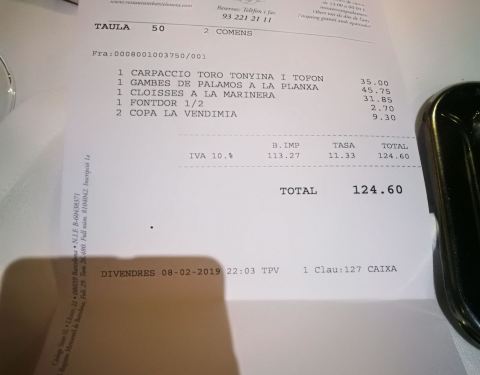 Reserves: Telèfon i fax
93 221 21 11
TAULA 50 2 COMENS
Fra:0008001003750/001
1 CARPACCIO TORO TONYINA I TOFON 35.00
1 GAMBES DE PALAMOS A LA PLANXA 45.75
1 CLOISSES A LA MARINERA 31.85
1 FONTDOR 1/2 2.70
2 COPA LA VENDIMIA 9.30
B.IMP TASA TOTAL
IVA 10.% 113.27 11.33 124.60
TOTAL 124.60
DIVENDRES 08-02-2019 22:03 TPV 1 Clau:127 CAIXA